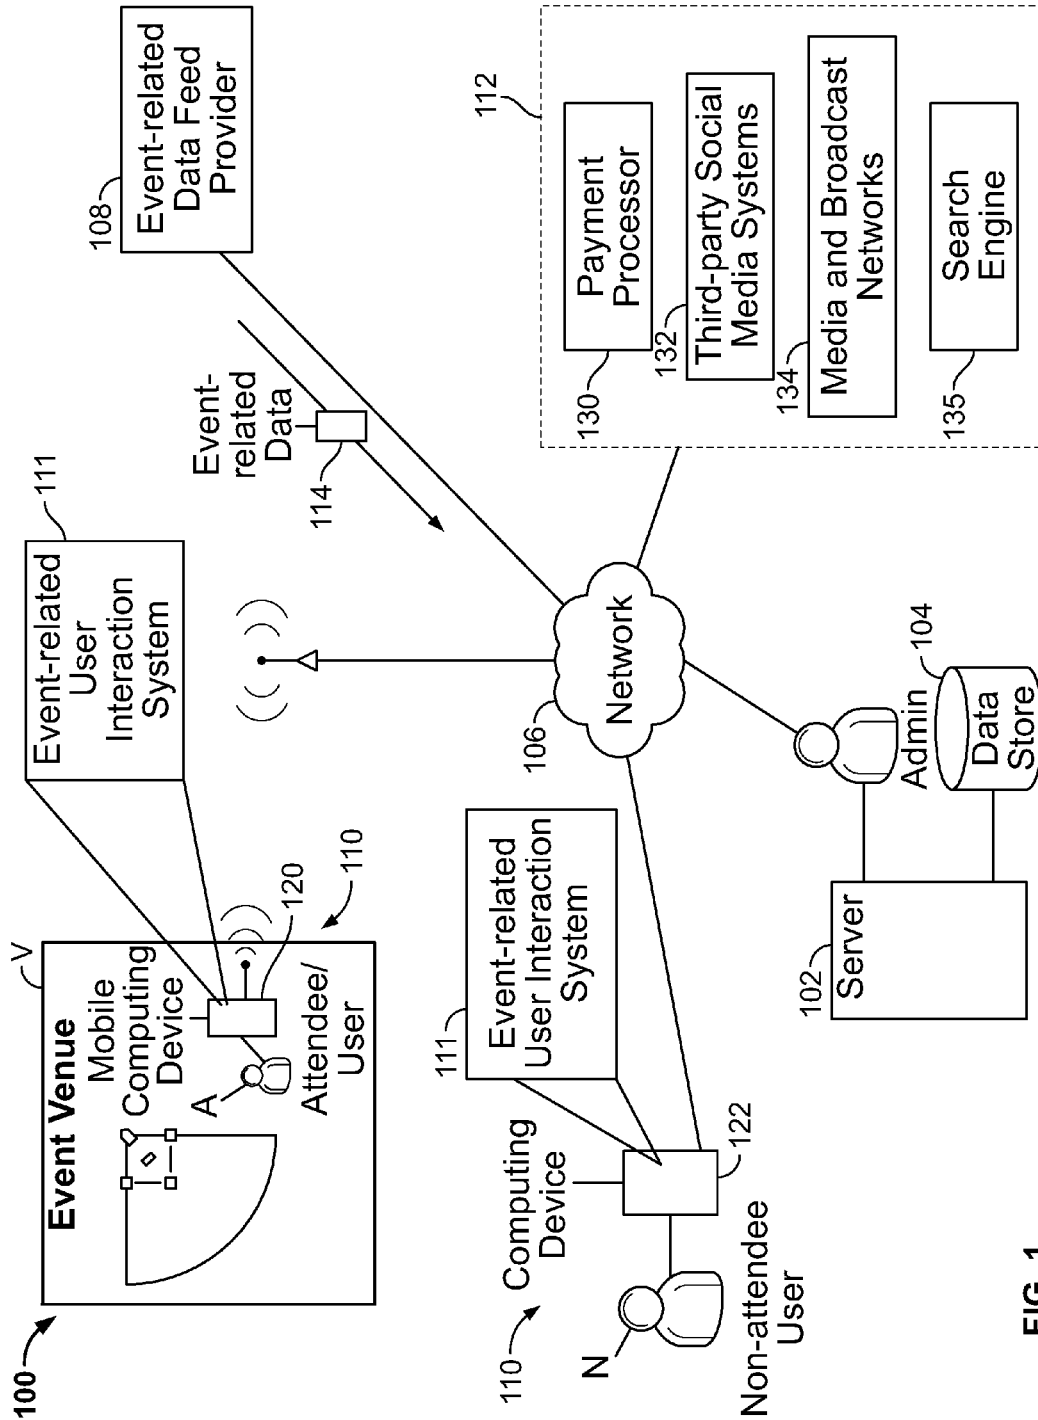 100
Event Venue
V
Mobile
Computing
Device
A
Attendee/
User
120
110
Event-related
User
Interaction
System
111
Event-related
Data Feed
Provider
108
Event-
related
Data
114
110
Computing
Device
N
Non-attendee
User
122
111
Event-related
User Interaction
System
106
Network
112
Payment
Processor
130
132
Third-party Social
Media Systems
134
Media and Broadcast
Networks
135
Search
Engine
102
Server
Admin
104
Data
Store
FIG. 1